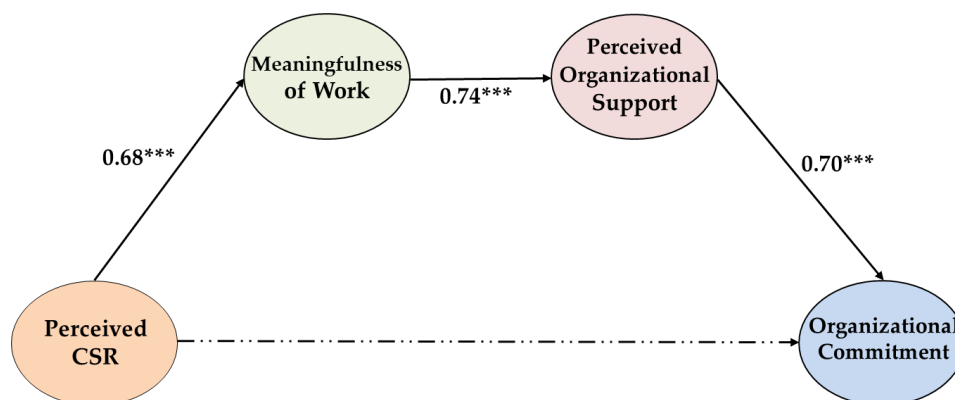 Meaningfulness
of Work
0.74***
Perceived
Organizational
Support
0.68***
0.70***
Perceived
CSR
Organizational
Commitment